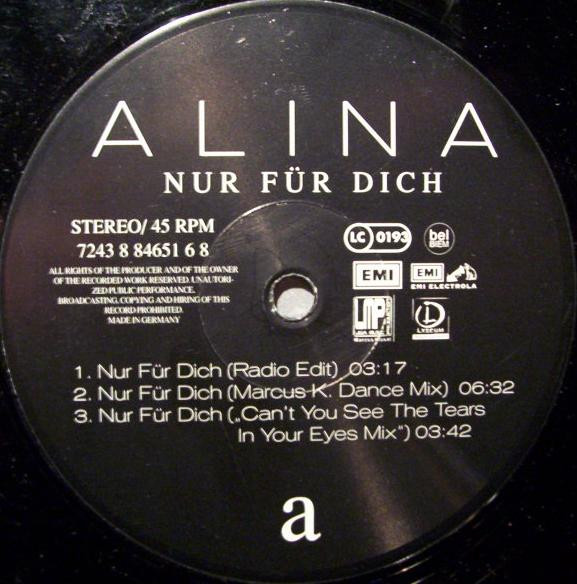 ALINA
NUR FÜR DICH
STEREO/ 45 RPM
7243 8 84651 6 8
ALL RIGHTS OF THE PRODUCER AND OF THE OWNER
OF THE RECORDED WORK RESERVED. UNAUTORI-
ZED PUBLIC PERFORMANCE,
BROADCASTING, COPYING AND HIRING OF THIS
RECORD PROHIBITED.
MADE IN GERMANY
LC 0193
bel
BIEM
EMI
EMI
EMI ELECTROLA
LYCEUM
1. Nur Für Dich (Radio Edit) 03:17
2. Nur Für Dich (Marcus K. Dance Mix) 06:32
3. Nur Für Dich („Can't You See The Tears
In Your Eyes Mix") 03:42
a